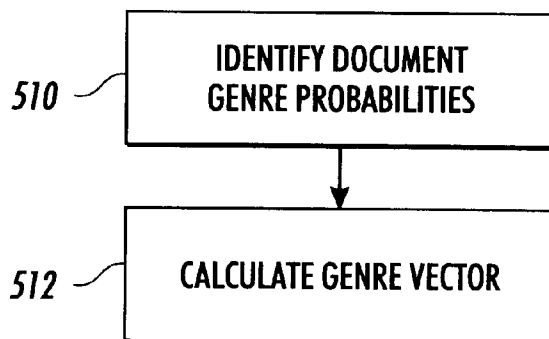 510
IDENTIFY DOCUMENT
GENRE PROBABILITIES
512
CALCULATE GENRE VECTOR